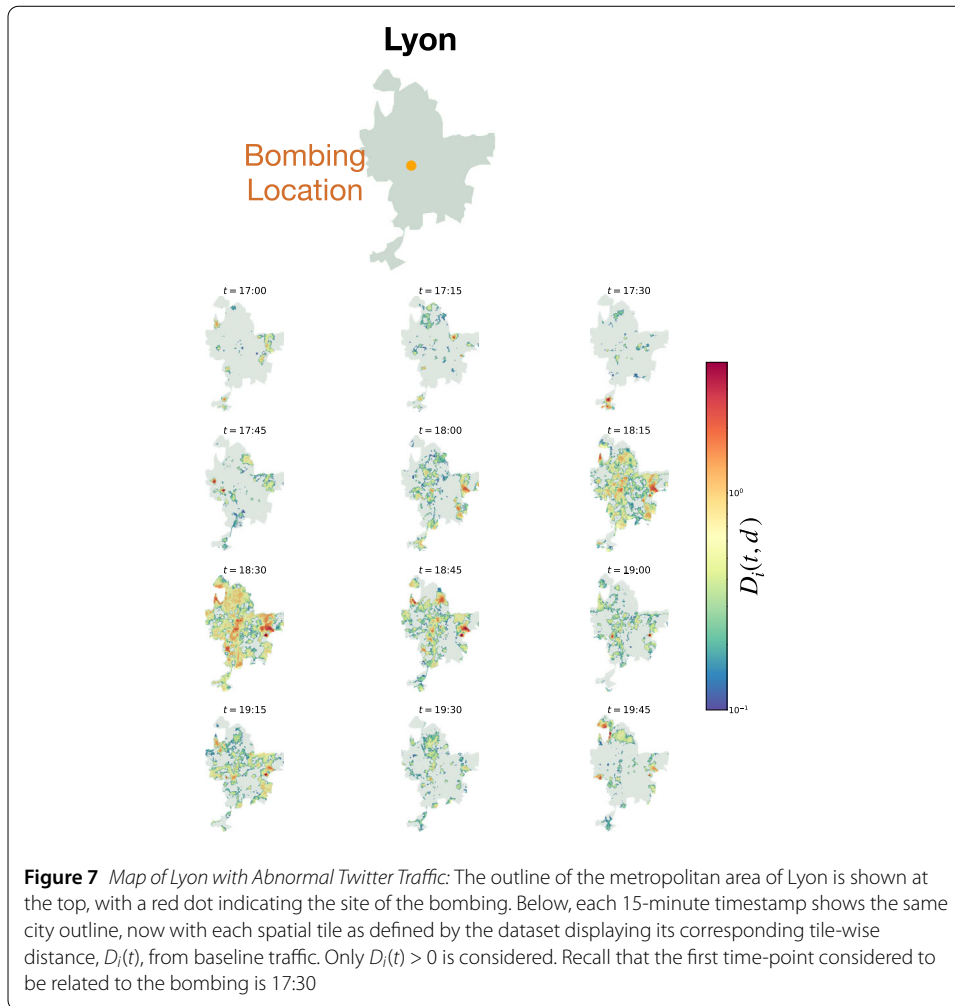 Lyon
Bombing
Location
t = 17:00
t = 17:15
t = 17:30
t = 17:45
t = 18:00
t = 18:15
t = 18:30
t = 18:45
t = 19:00
t = 19:15
t = 19:30
t = 19:45
10⁰
D_i(t, d)
10⁻¹
Figure 7 Map of Lyon with Abnormal Twitter Traffic: The outline of the metropolitan area of Lyon is shown at
the top, with a red dot indicating the site of the bombing. Below, each 15-minute timestamp shows the same
city outline, now with each spatial tile as defined by the dataset displaying its corresponding tile-wise
distance, D_i(t), from baseline traffic. Only D_i(t) > 0 is considered. Recall that the first time-point considered to
be related to the bombing is 17:30